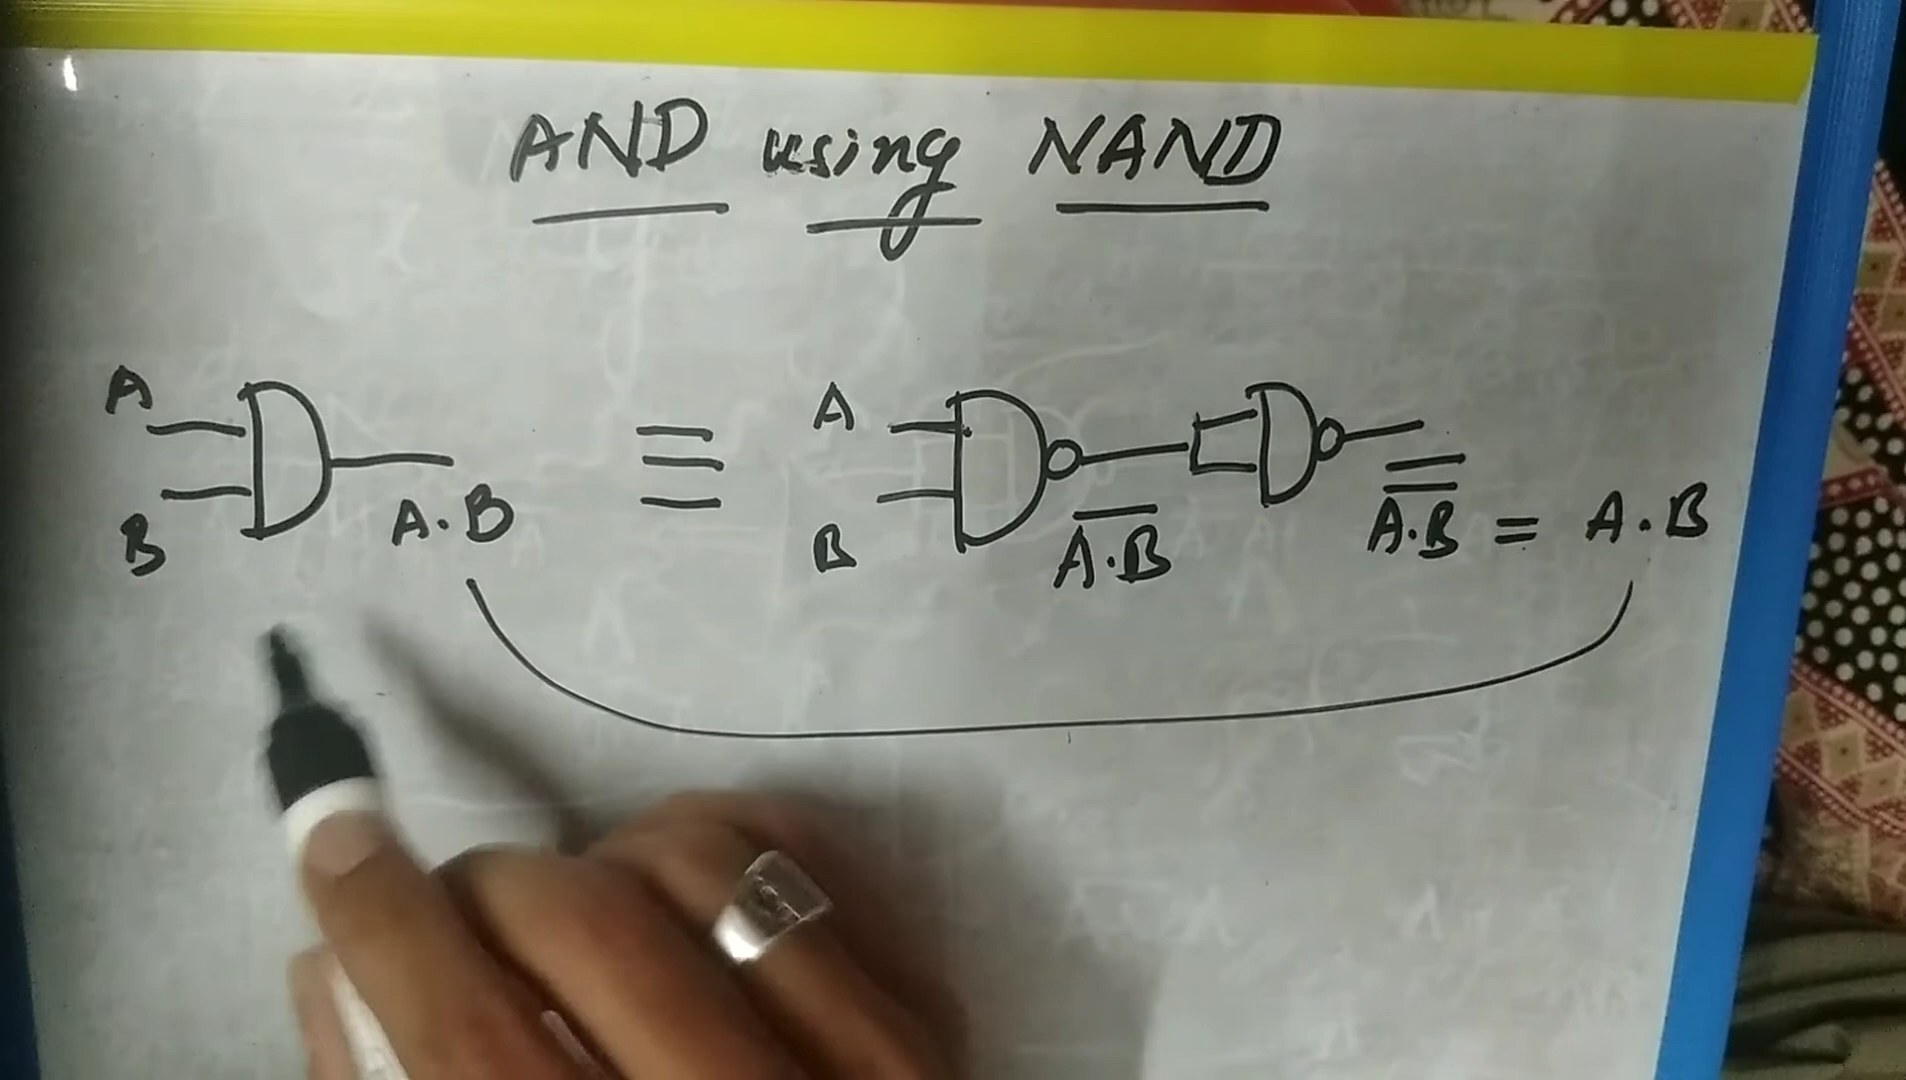 AND using NAND
A A
A.B ≡ A̅.̅B̅ A̿.̿B̿ = A.B
B B